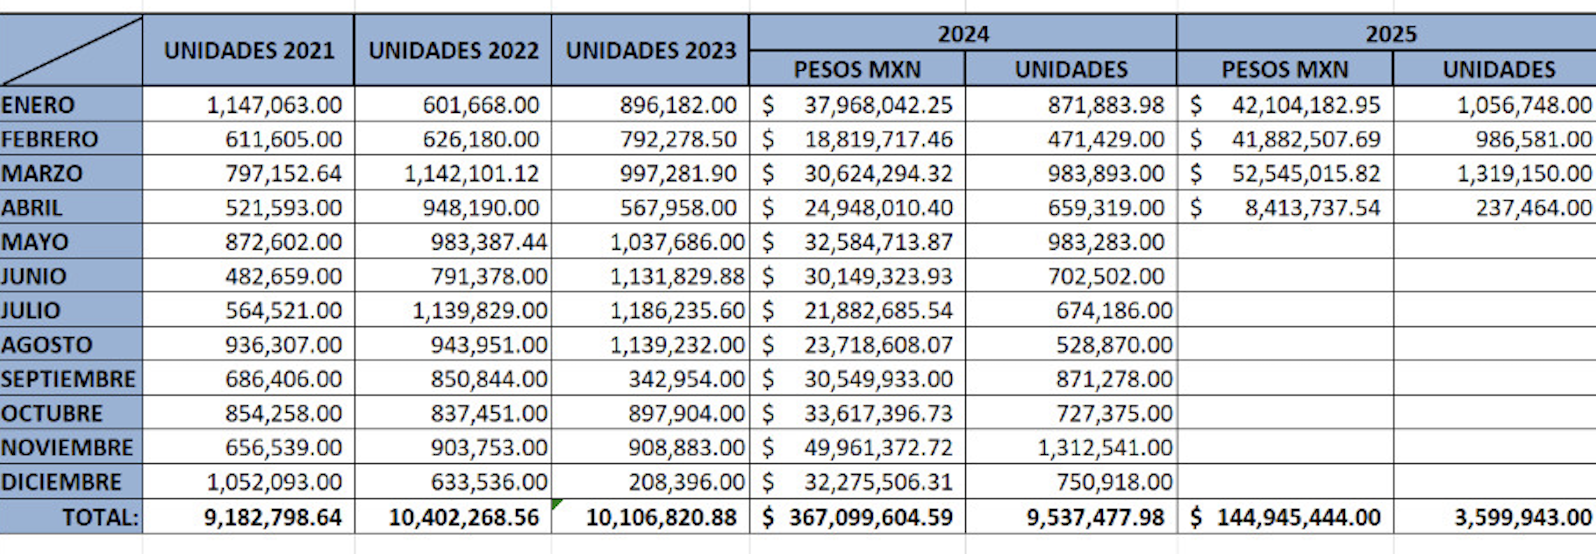 2024 2025
UNIDADES 2021 UNIDADES 2022 UNIDADES 2023 PESOS MXN UNIDADES PESOS MXN UNIDADES
ENERO 1,147,063.00 601,668.00 896,182.00 $ 37,968,042.25 871,883.98 $ 42,104,182.95 1,056,748.00
FEBRERO 611,605.00 626,180.00 792,278.50 $ 18,819,717.46 471,429.00 $ 41,882,507.69 986,581.00
MARZO 797,152.64 1,142,101.12 997,281.90 $ 30,624,294.32 983,893.00 $ 52,545,015.82 1,319,150.00
ABRIL 521,593.00 948,190.00 567,958.00 $ 24,948,010.40 659,319.00 $ 8,413,737.54 237,464.00
MAYO 872,602.00 983,387.44 1,037,686.00 $ 32,584,713.87 983,283.00
JUNIO 482,659.00 791,378.00 1,131,829.88 $ 30,149,323.93 702,502.00
JULIO 564,521.00 1,139,829.00 1,186,235.60 $ 21,882,685.54 674,186.00
AGOSTO 936,307.00 943,951.00 1,139,232.00 $ 23,718,608.07 528,870.00
SEPTIEMBRE 686,406.00 850,844.00 342,954.00 $ 30,549,933.00 871,278.00
OCTUBRE 854,258.00 837,451.00 897,904.00 $ 33,617,396.73 727,375.00
NOVIEMBRE 656,539.00 903,753.00 908,883.00 $ 49,961,372.72 1,312,541.00
DICIEMBRE 1,052,093.00 633,536.00 208,396.00 $ 32,275,506.31 750,918.00
TOTAL: 9,182,798.64 10,402,268.56 10,106,820.88 $ 367,099,604.59 9,537,477.98 $ 144,945,444.00 3,599,943.00